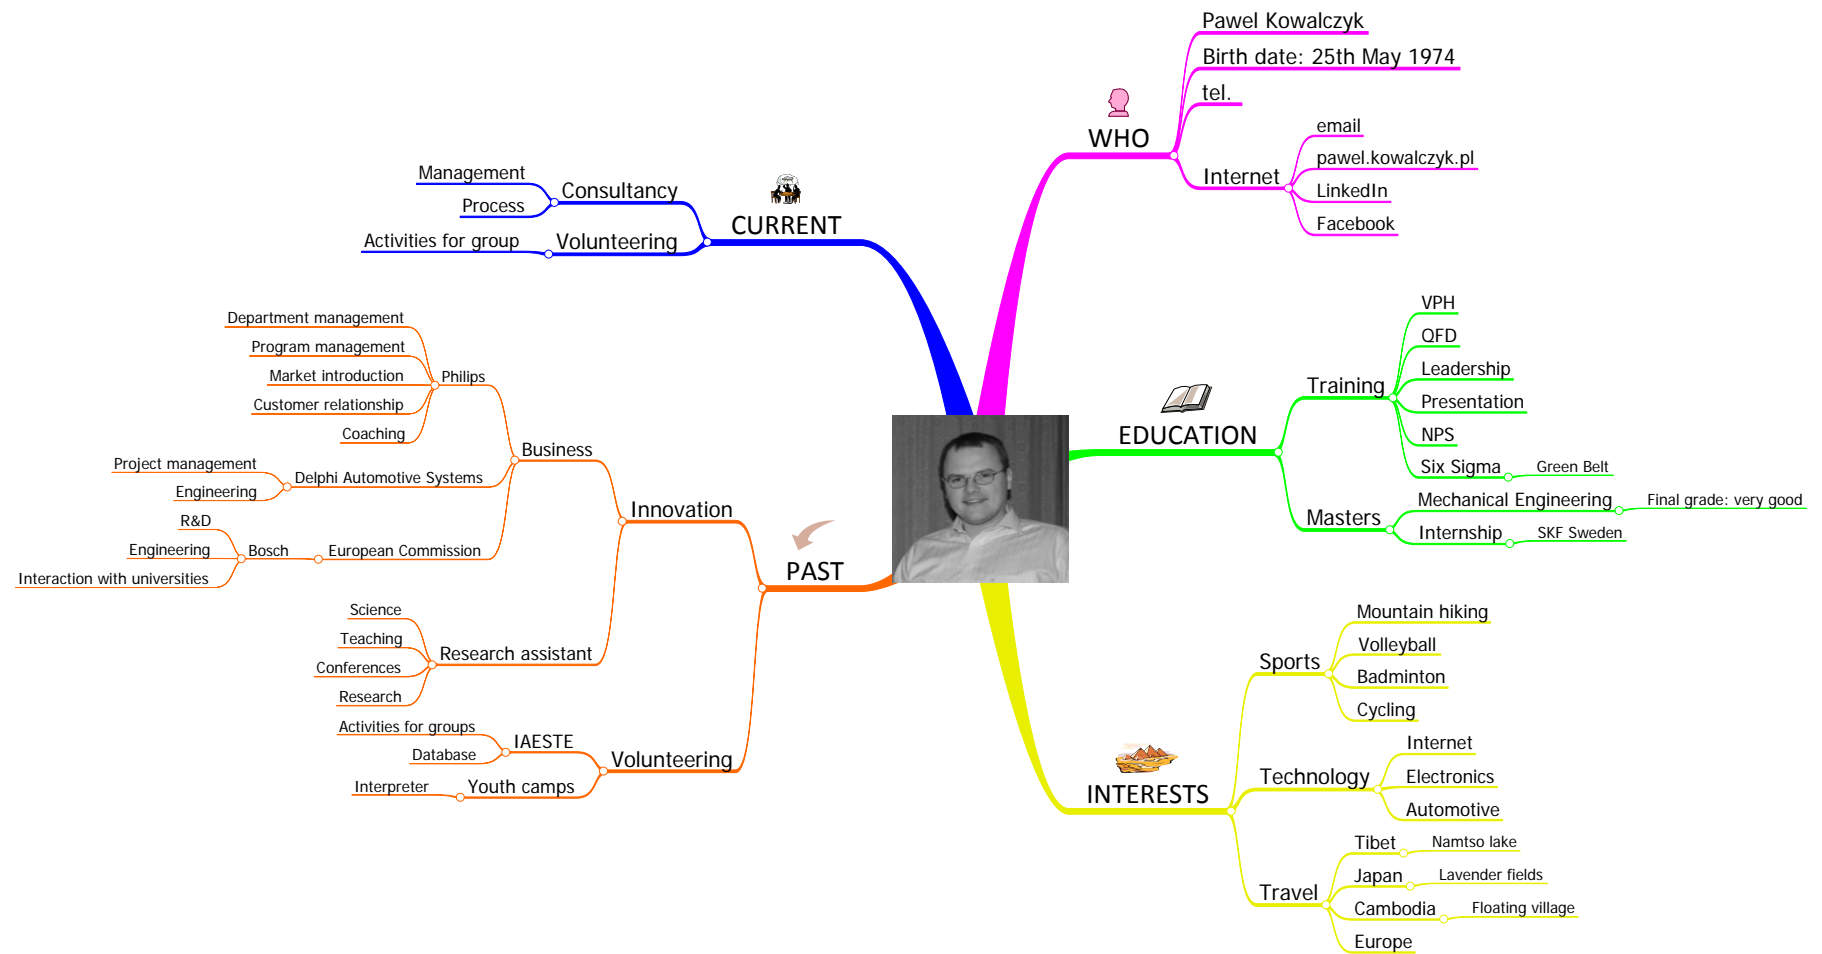 Pawel Kowalczyk
Birth date: 25th May 1974
tel.
WHO
Internet
email
pawel.kowalczyk.pl
LinkedIn
Facebook
CURRENT
Consultancy
Management
Process
Volunteering
Activities for group
EDUCATION
Training
VPH
QFD
Leadership
Presentation
NPS
Six Sigma
Green Belt
Masters
Mechanical Engineering
Final grade: very good
Internship
SKF Sweden
PAST
Innovation
Business
Philips
Department management
Program management
Market introduction
Customer relationship
Coaching
Delphi Automotive Systems
Project management
Engineering
European Commission
Bosch
R&D
Engineering
Interaction with universities
Research assistant
Science
Teaching
Conferences
Research
Volunteering
IAESTE
Activities for groups
Database
Youth camps
Interpreter
INTERESTS
Sports
Mountain hiking
Volleyball
Badminton
Cycling
Technology
Internet
Electronics
Automotive
Travel
Tibet
Namtso lake
Japan
Lavender fields
Cambodia
Floating village
Europe